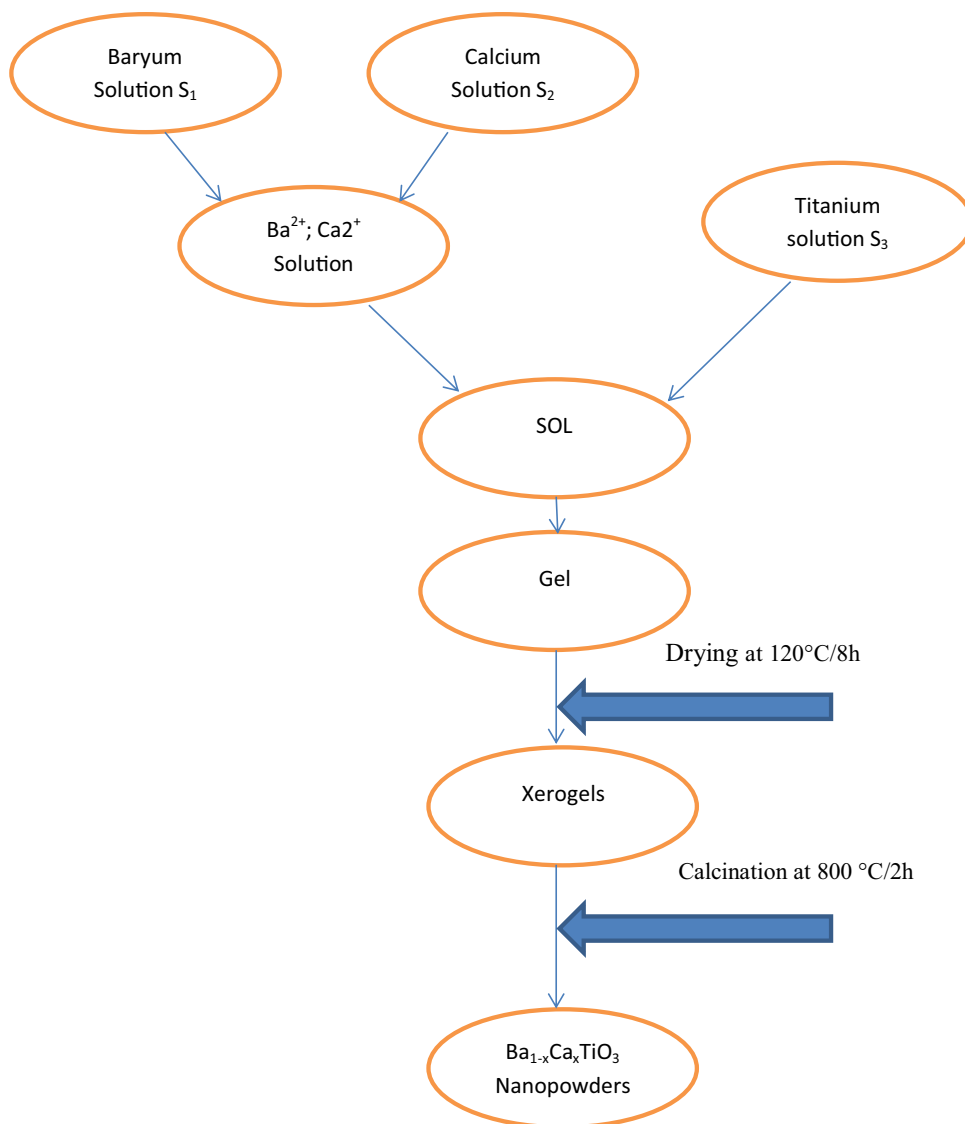 Baryum
Solution S₁
Calcium
Solution S₂
Ba²⁺; Ca2⁺
Solution
Titanium
solution S₃
SOL
Gel
Drying at 120°C/8h
Xerogels
Calcination at 800 °C/2h
Ba₁₋ₓCaₓTiO₃
Nanopowders